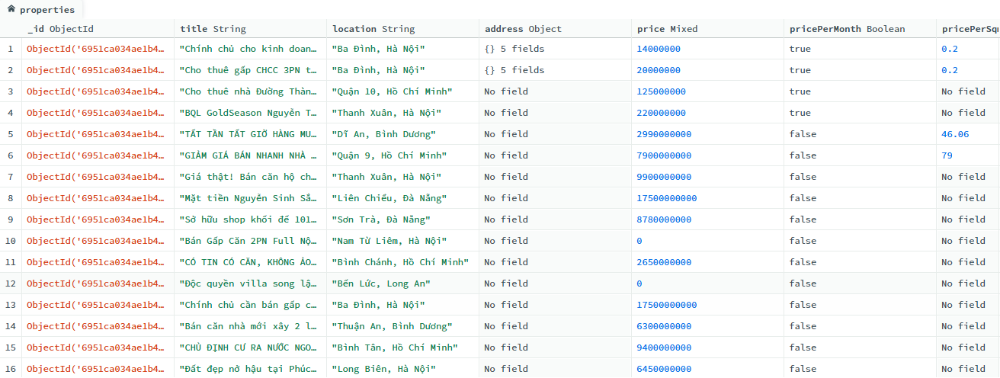 properties
_id ObjectId title String location String address Object price Mixed pricePerMonth Boolean pricePerSq
1 ObjectId('6951ca034ae1b4… "Chính chủ cho kinh doan… "Ba Đình, Hà Nội" {} 5 fields 14000000 true 0.2
2 ObjectId('6951ca034ae1b4… "Cho thuê gấp CHCC 3PN t… "Ba Đình, Hà Nội" {} 5 fields 20000000 true 0.2
3 ObjectId('6951ca034ae1b4… "Cho thuê nhà Đường Thàn… "Quận 10, Hồ Chí Minh" No field 125000000 true No field
4 ObjectId('6951ca034ae1b4… "BQL GoldSeason Nguyễn T… "Thanh Xuân, Hà Nội" No field 220000000 true No field
5 ObjectId('6951ca034ae1b4… "TẤT TẦN TẬT GIỎ HÀNG MU… "Dĩ An, Bình Dương" No field 2990000000 false 46.06
6 ObjectId('6951ca034ae1b4… "GIẢM GIÁ BÁN NHANH NHÀ … "Quận 9, Hồ Chí Minh" No field 7900000000 false 79
7 ObjectId('6951ca034ae1b4… "Giá thật! Bán căn hộ ch… "Thanh Xuân, Hà Nội" No field 9900000000 false No field
8 ObjectId('6951ca034ae1b4… "Mặt tiền Nguyễn Sinh Sắ… "Liên Chiểu, Đà Nẵng" No field 17500000000 false No field
9 ObjectId('6951ca034ae1b4… "Sở hữu shop khối đế 101… "Sơn Trà, Đà Nẵng" No field 8780000000 false No field
10 ObjectId('6951ca034ae1b4… "Bán Gấp Căn 2PN Full Nộ… "Nam Từ Liêm, Hà Nội" No field 0 false No field
11 ObjectId('6951ca034ae1b4… "CÓ TIN CÓ CĂN, KHÔNG ẢO… "Bình Chánh, Hồ Chí Minh" No field 2650000000 false No field
12 ObjectId('6951ca034ae1b4… "Độc quyền villa song lậ… "Bến Lức, Long An" No field 0 false No field
13 ObjectId('6951ca034ae1b4… "Chính chủ cần bán gấp c… "Ba Đình, Hà Nội" No field 17500000000 false No field
14 ObjectId('6951ca034ae1b4… "Bán căn nhà mới xây 2 l… "Thuận An, Bình Dương" No field 6300000000 false No field
15 ObjectId('6951ca034ae1b4… "CHỦ ĐỊNH CƯ RA NƯỚC NGO… "Bình Tân, Hồ Chí Minh" No field 9400000000 false No field
16 ObjectId('6951ca034ae1b4… "Đất đẹp nở hậu tại Phúc… "Long Biên, Hà Nội" No field 6450000000 false No field